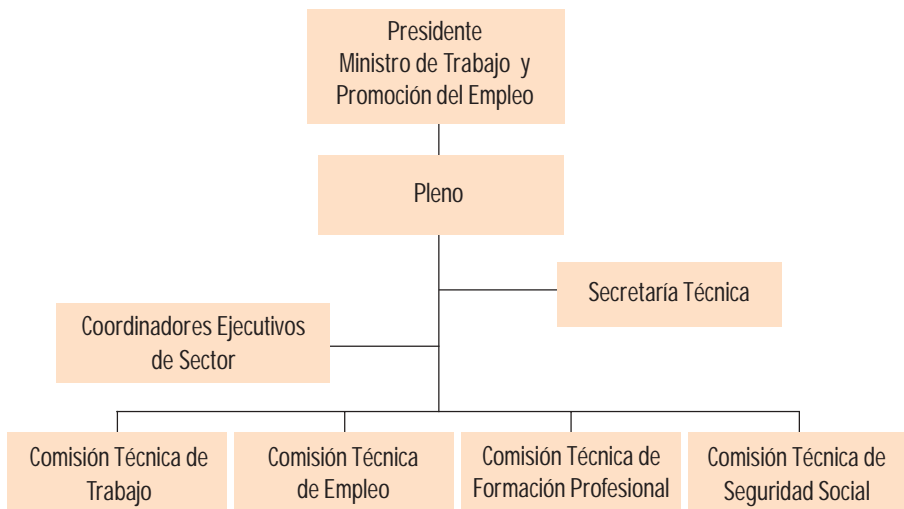 Presidente
Ministro de Trabajo y
Promoción del Empleo
Pleno
Secretaría Técnica
Coordinadores Ejecutivos
de Sector
Comisión Técnica de
Trabajo
Comisión Técnica
de Empleo
Comisión Técnica de
Formación Profesional
Comisión Técnica de
Seguridad Social